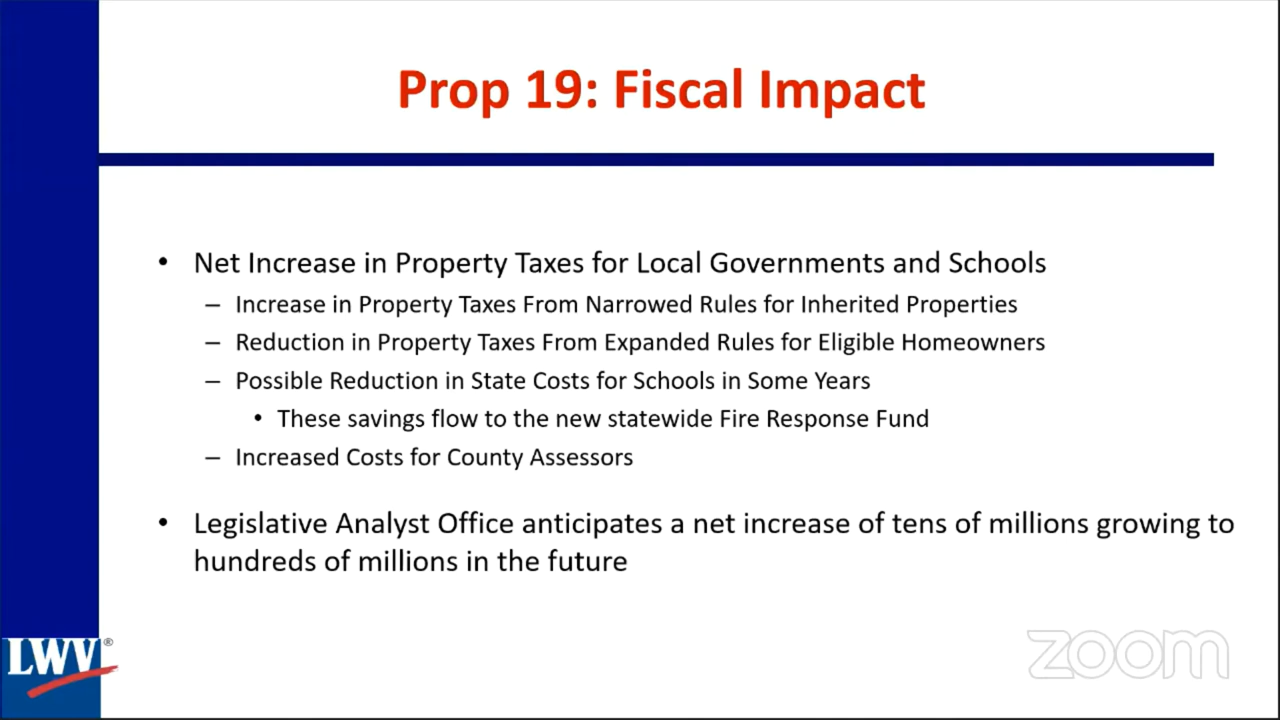 Prop 19: Fiscal Impact
• Net Increase in Property Taxes for Local Governments and Schools
– Increase in Property Taxes From Narrowed Rules for Inherited Properties
– Reduction in Property Taxes From Expanded Rules for Eligible Homeowners
– Possible Reduction in State Costs for Schools in Some Years
• These savings flow to the new statewide Fire Response Fund
– Increased Costs for County Assessors
• Legislative Analyst Office anticipates a net increase of tens of millions growing to
hundreds of millions in the future
LWV®
zoom